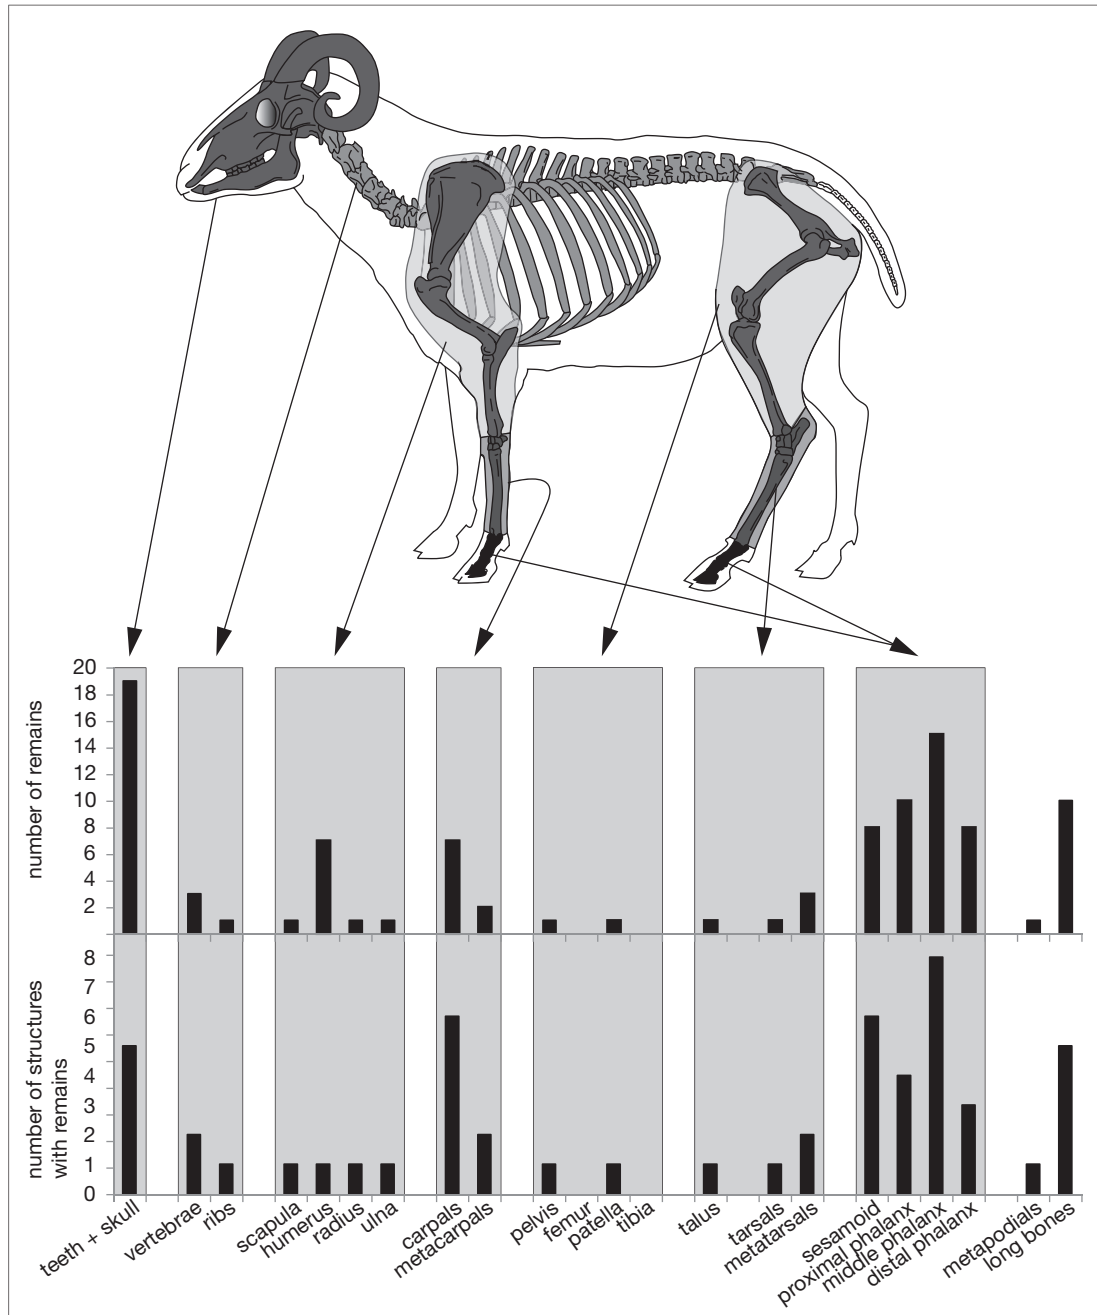 number of remains
20
18
16
14
12
10
8
6
4
2
number of structures
with remains
8
7
6
5
4
3
2
1
0
teeth + skull
vertebrae
ribs
scapula
humerus
radius
ulna
carpals
metacarpals
pelvis
femur
patella
tibia
talus
tarsals
metatarsals
sesamoid
proximal phalanx
middle phalanx
distal phalanx
metapodials
long bones